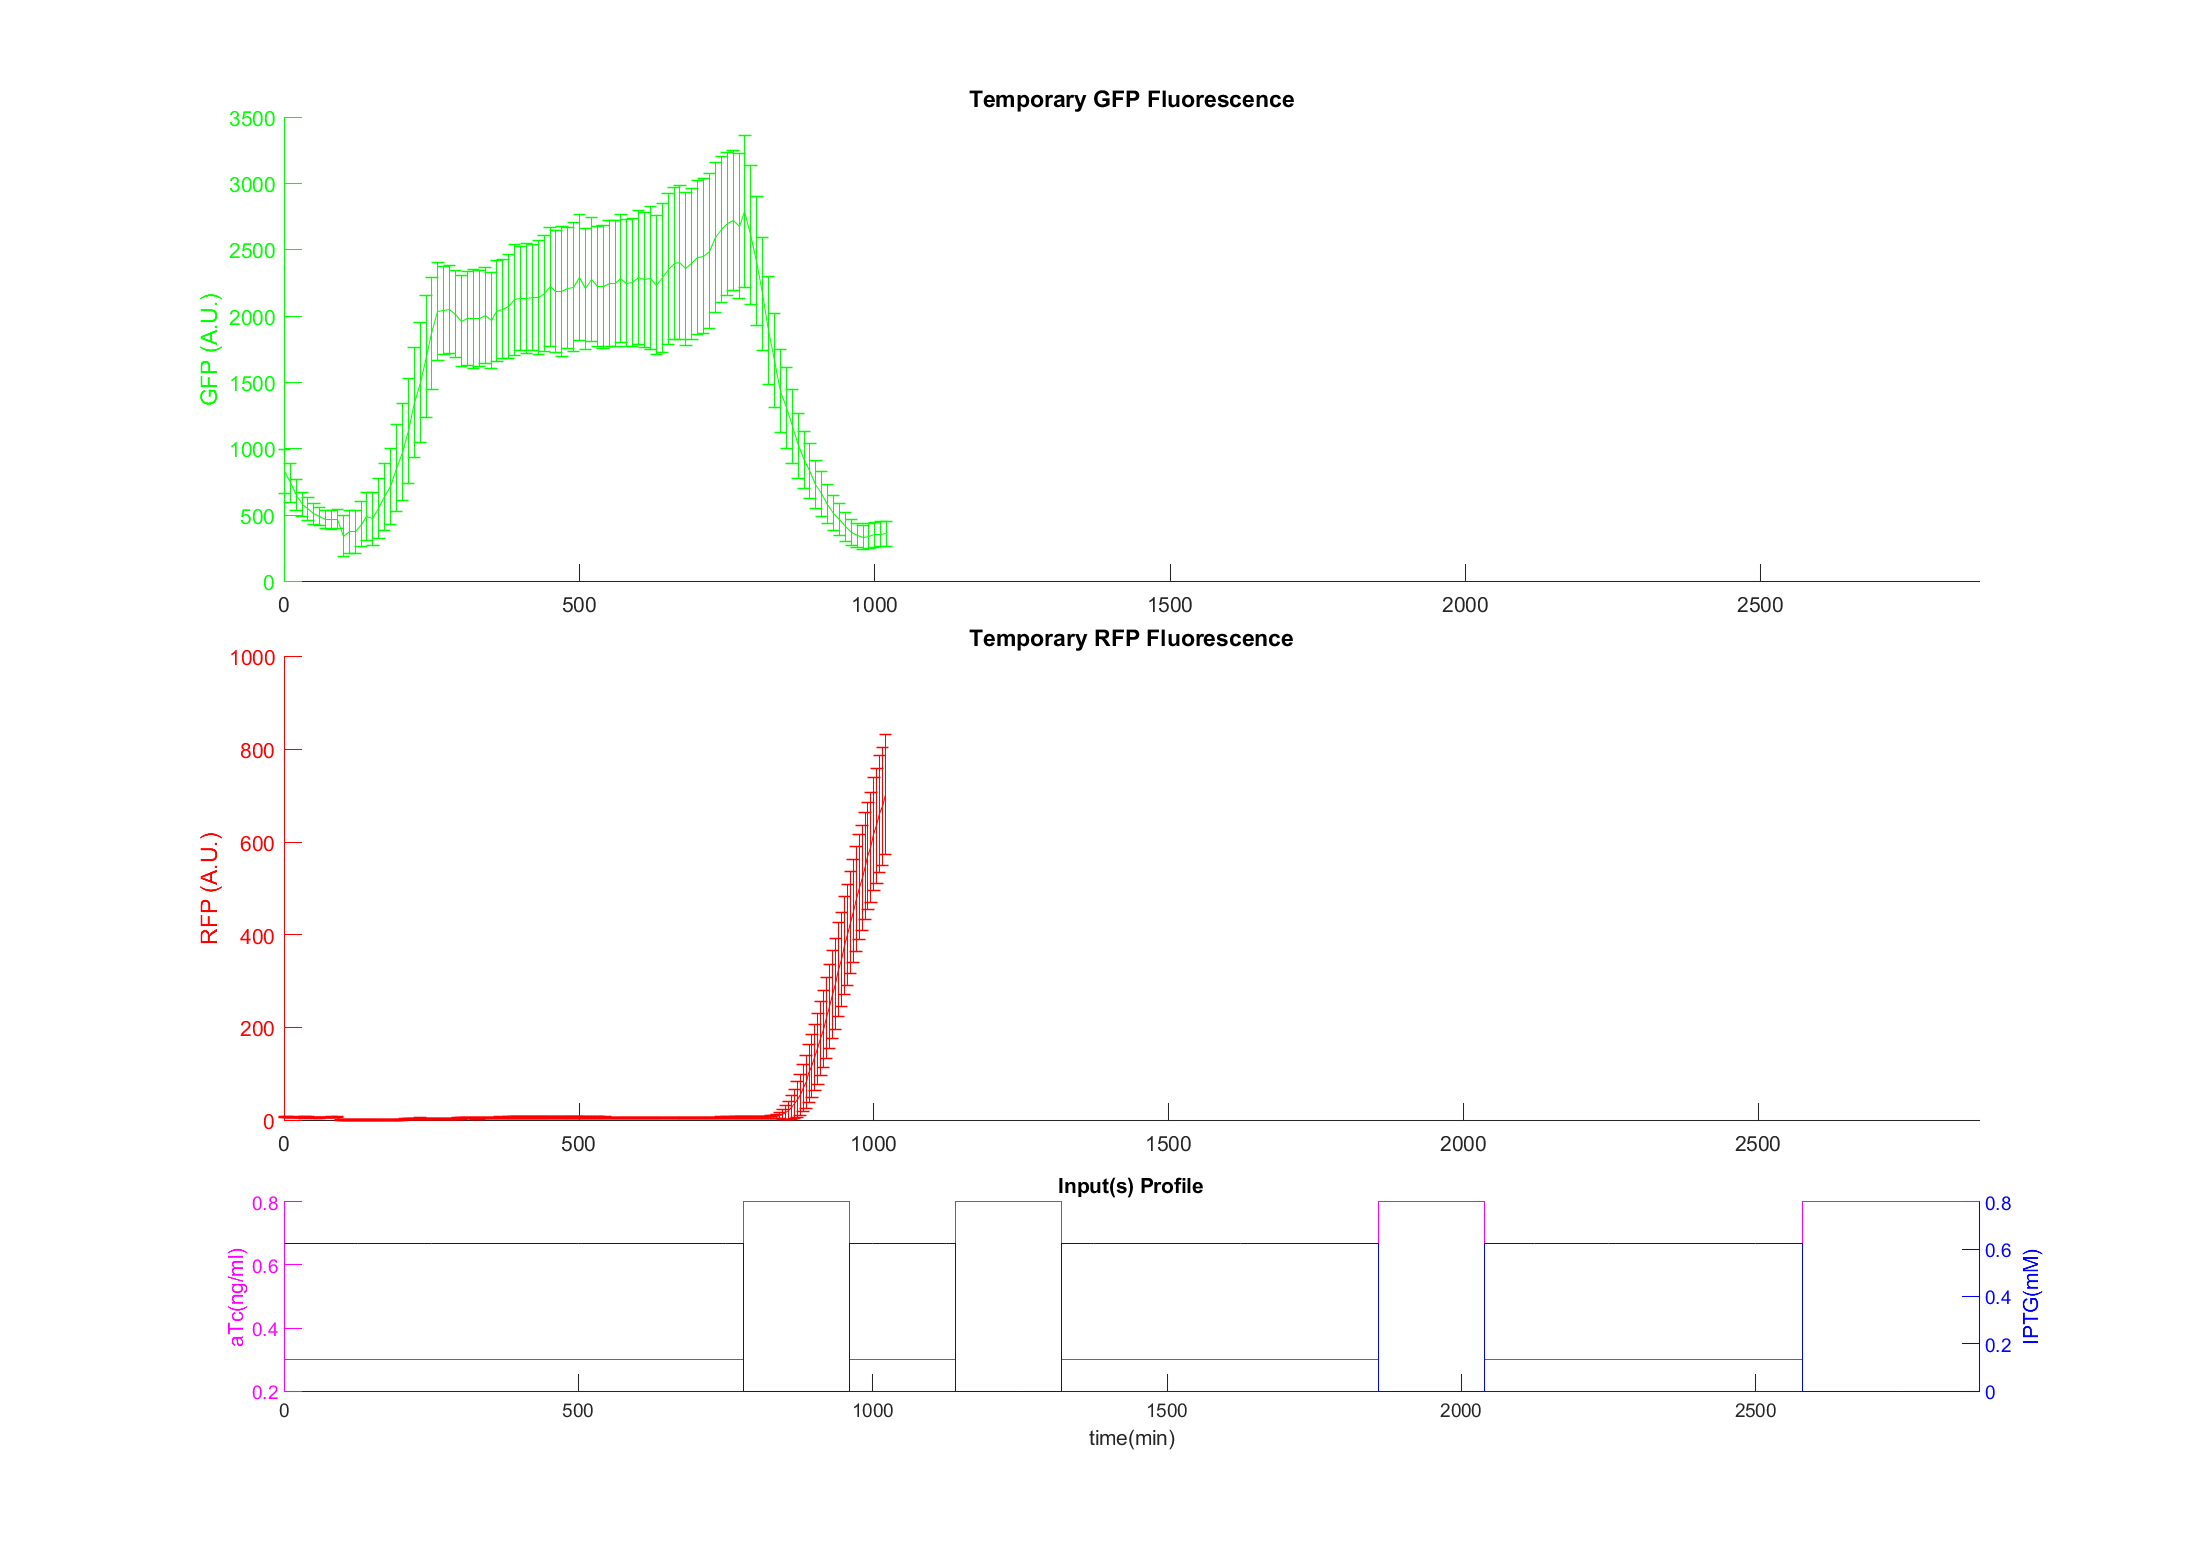 Temporary GFP Fluorescence
3500
3000
2500
2000
1500
1000
500
0
GFP (A.U.)
0 500 1000 1500 2000 2500
Temporary RFP Fluorescence
1000
800
600
400
200
0
RFP (A.U.)
0 500 1000 1500 2000 2500
Input(s) Profile
0.8
0.6
0.4
0.2
aTc(ng/ml)
0.8
0.6
0.4
0.2
0
IPTG(mM)
0 500 1000 1500 2000 2500
time(min)